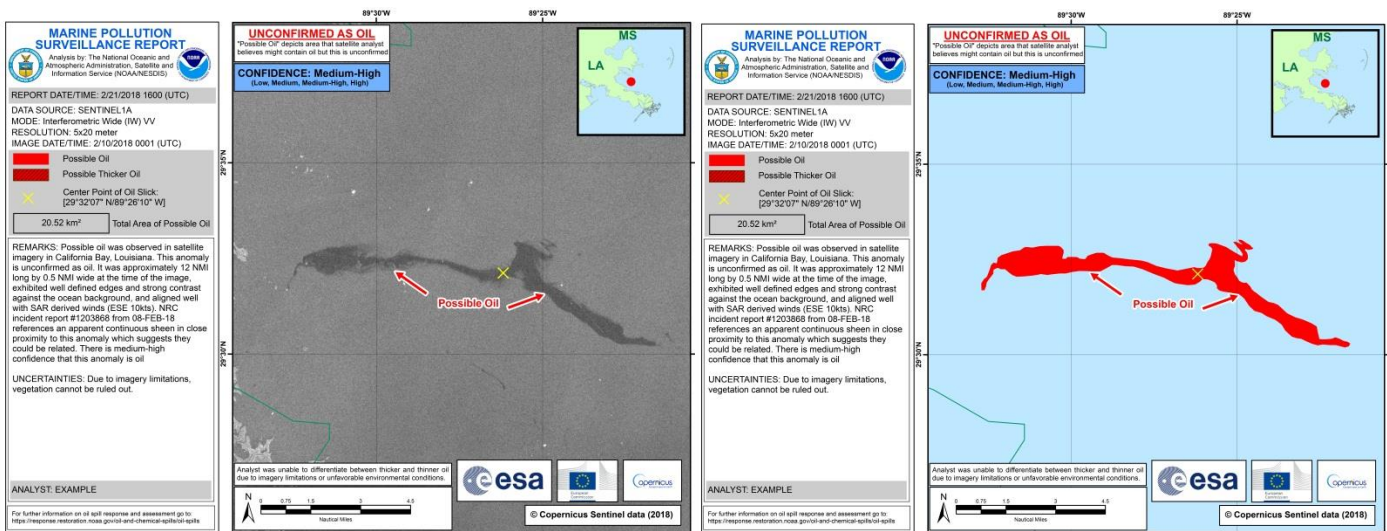 MARINE POLLUTION
SURVEILLANCE REPORT
Analysis by: The National Oceanic and
Atmospheric Administration, Satellite and
Information Service (NOAA/NESDIS)
REPORT DATE/TIME: 2/21/2018 1600 (UTC)
DATA SOURCE: SENTINEL1A
MODE: Interferometric Wide (IW) VV
RESOLUTION: 5x20 meter
IMAGE DATE/TIME: 2/10/2018 0001 (UTC)
Possible Oil
Possible Thicker Oil
Center Point of Oil Slick:
[29°32'07" N/89°26'10" W]
20.52 km² Total Area of Possible Oil
REMARKS: Possible oil was observed in satellite
imagery in California Bay, Louisiana. This anomaly
is unconfirmed as oil. It was approximately 12 NMI
long by 0.5 NMI wide at the time of the image,
exhibited well defined edges and strong contrast
against the ocean background, and aligned well
with SAR derived winds (ESE 10kts). NRC
incident report #1203868 from 08-FEB-18
references an apparent continuous sheen in close
proximity to this anomaly which suggests they
could be related. There is medium-high
confidence that this anomaly is oil
UNCERTAINTIES: Due to imagery limitations,
vegetation cannot be ruled out.
ANALYST: EXAMPLE
For further information on oil spill response and assessment go to:
https://response.restoration.noaa.gov/oil-and-chemical-spills/oil-spills
89°30'W 89°25'W
UNCONFIRMED AS OIL
"Possible Oil" depicts area that satellite analyst
believes might contain oil but this is unconfirmed
CONFIDENCE: Medium-High
(Low, Medium, Medium-High, High)
MS
LA
29°35'N
Possible Oil
29°30'N
Analyst was unable to differentiate between thicker and thinner oil
due to imagery limitations or unfavorable environmental conditions.
N
0 0.75 1.5 3 4.5
Nautical Miles
esa
European
Commission
opernicus
© Copernicus Sentinel data (2018)
MARINE POLLUTION
SURVEILLANCE REPORT
Analysis by: The National Oceanic and
Atmospheric Administration, Satellite and
Information Service (NOAA/NESDIS)
REPORT DATE/TIME: 2/21/2018 1600 (UTC)
DATA SOURCE: SENTINEL1A
MODE: Interferometric Wide (IW) VV
RESOLUTION: 5x20 meter
IMAGE DATE/TIME: 2/10/2018 0001 (UTC)
Possible Oil
Possible Thicker Oil
Center Point of Oil Slick:
[29°32'07" N/89°26'10" W]
20.52 km² Total Area of Possible Oil
REMARKS: Possible oil was observed in satellite
imagery in California Bay, Louisiana. This anomaly
is unconfirmed as oil. It was approximately 12 NMI
long by 0.5 NMI wide at the time of the image,
exhibited well defined edges and strong contrast
against the ocean background, and aligned well
with SAR derived winds (ESE 10kts). NRC
incident report #1203868 from 08-FEB-18
references an apparent continuous sheen in close
proximity to this anomaly which suggests they
could be related. There is medium-high
confidence that this anomaly is oil
UNCERTAINTIES: Due to imagery limitations,
vegetation cannot be ruled out.
ANALYST: EXAMPLE
For further information on oil spill response and assessment go to:
https://response.restoration.noaa.gov/oil-and-chemical-spills/oil-spills
89°30'W 89°25'W
UNCONFIRMED AS OIL
"Possible Oil" depicts area that satellite analyst
believes might contain oil but this is unconfirmed
CONFIDENCE: Medium-High
(Low, Medium, Medium-High, High)
MS
LA
29°35'N
Possible Oil
29°30'N
Analyst was unable to differentiate between thicker and thinner oil
due to imagery limitations or unfavorable environmental conditions.
N
0 0.75 1.5 3 4.5
Nautical Miles
esa
European
Commission
opernicus
© Copernicus Sentinel data (2018)